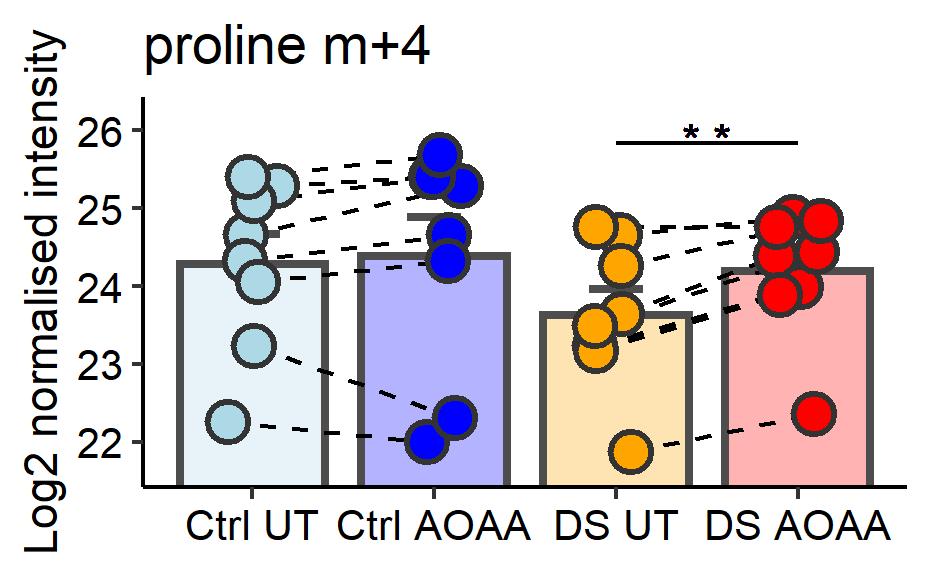 proline m+4
Log2 normalised intensity
26
25
24
23
22
* *
Ctrl UT
Ctrl AOAA
DS UT
DS AOAA